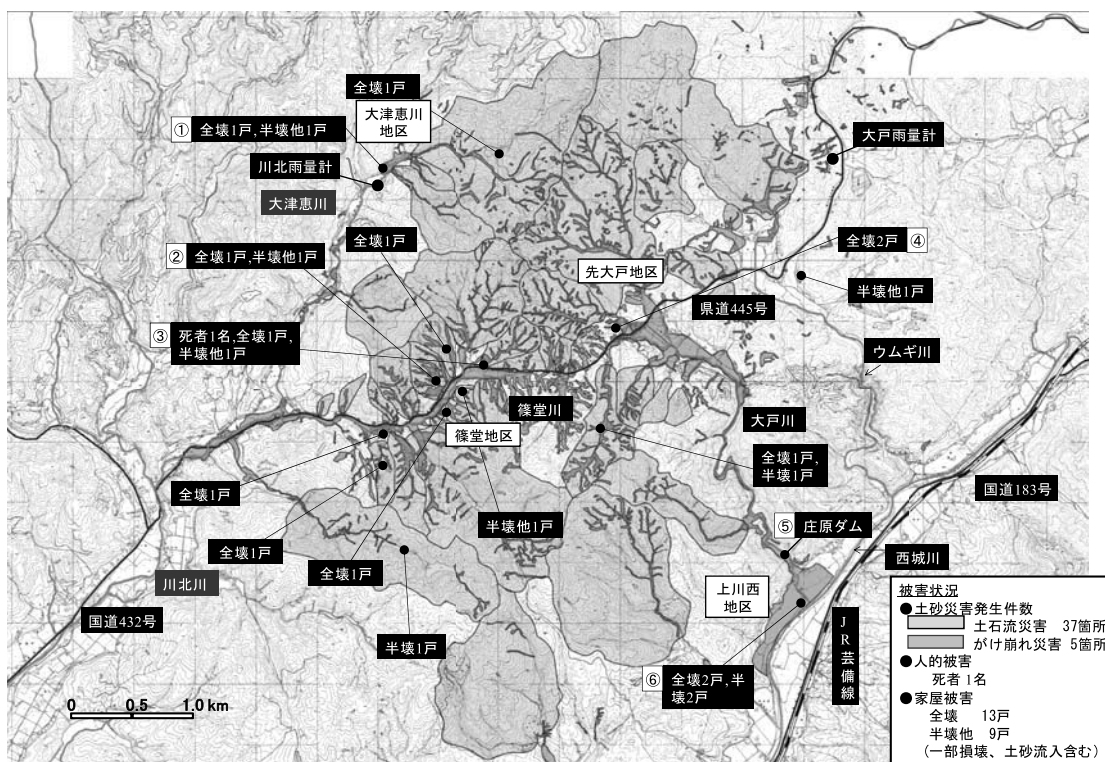 全壊1戸
大津恵川
地区
① 全壊1戸,半壊他1戸
大戸雨量計
川北雨量計
大津恵川
全壊1戸
② 全壊1戸,半壊他1戸
全壊2戸 ④
先大戸地区
半壊他1戸
県道445号
③ 死者1名,全壊1戸,
半壊他1戸
ウムギ川
篠堂川
大戸川
篠堂地区
全壊1戸,
半壊1戸
全壊1戸
国道183号
半壊他1戸
⑤ 庄原ダム
全壊1戸
西城川
全壊1戸
川北川
上川西
地区
国道432号
半壊1戸
JR芸備線
⑥ 全壊2戸,半
壊2戸
0 0.5 1.0 km
被害状況
●土砂災害発生件数
土石流災害 37箇所
がけ崩れ災害 5箇所
●人的被害
死者 1名
●家屋被害
全壊 13戸
半壊他 9戸
(一部損壊、土砂流入含む)